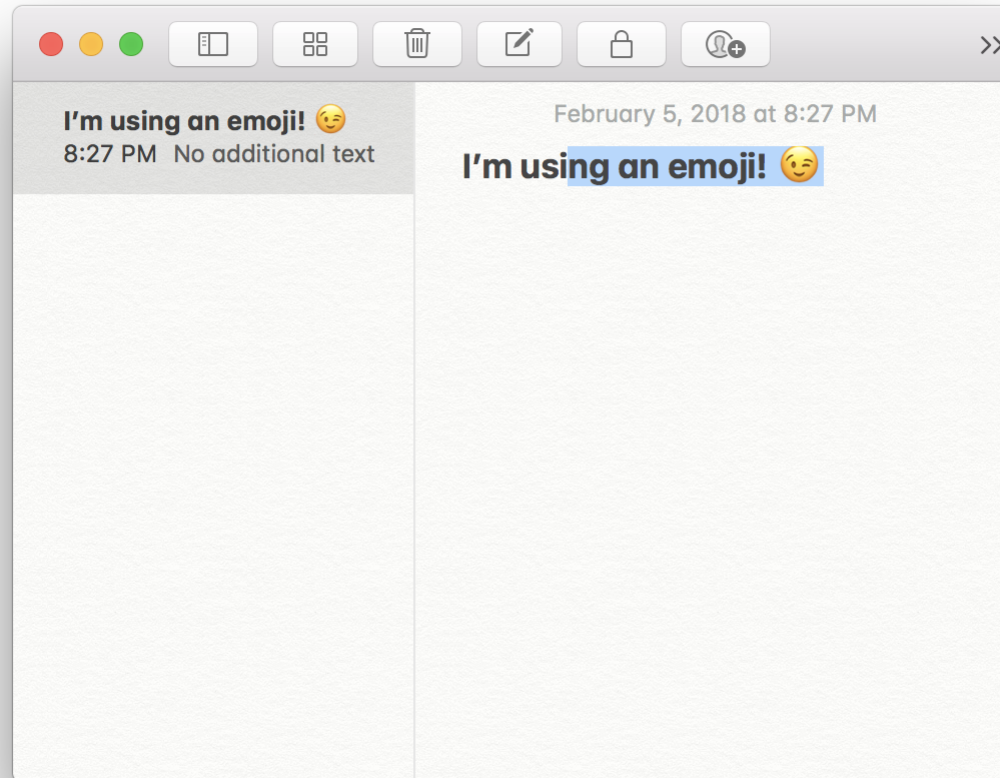 I’m using an emoji! 😉
8:27 PM No additional text
February 5, 2018 at 8:27 PM
I’m using an emoji! 😉